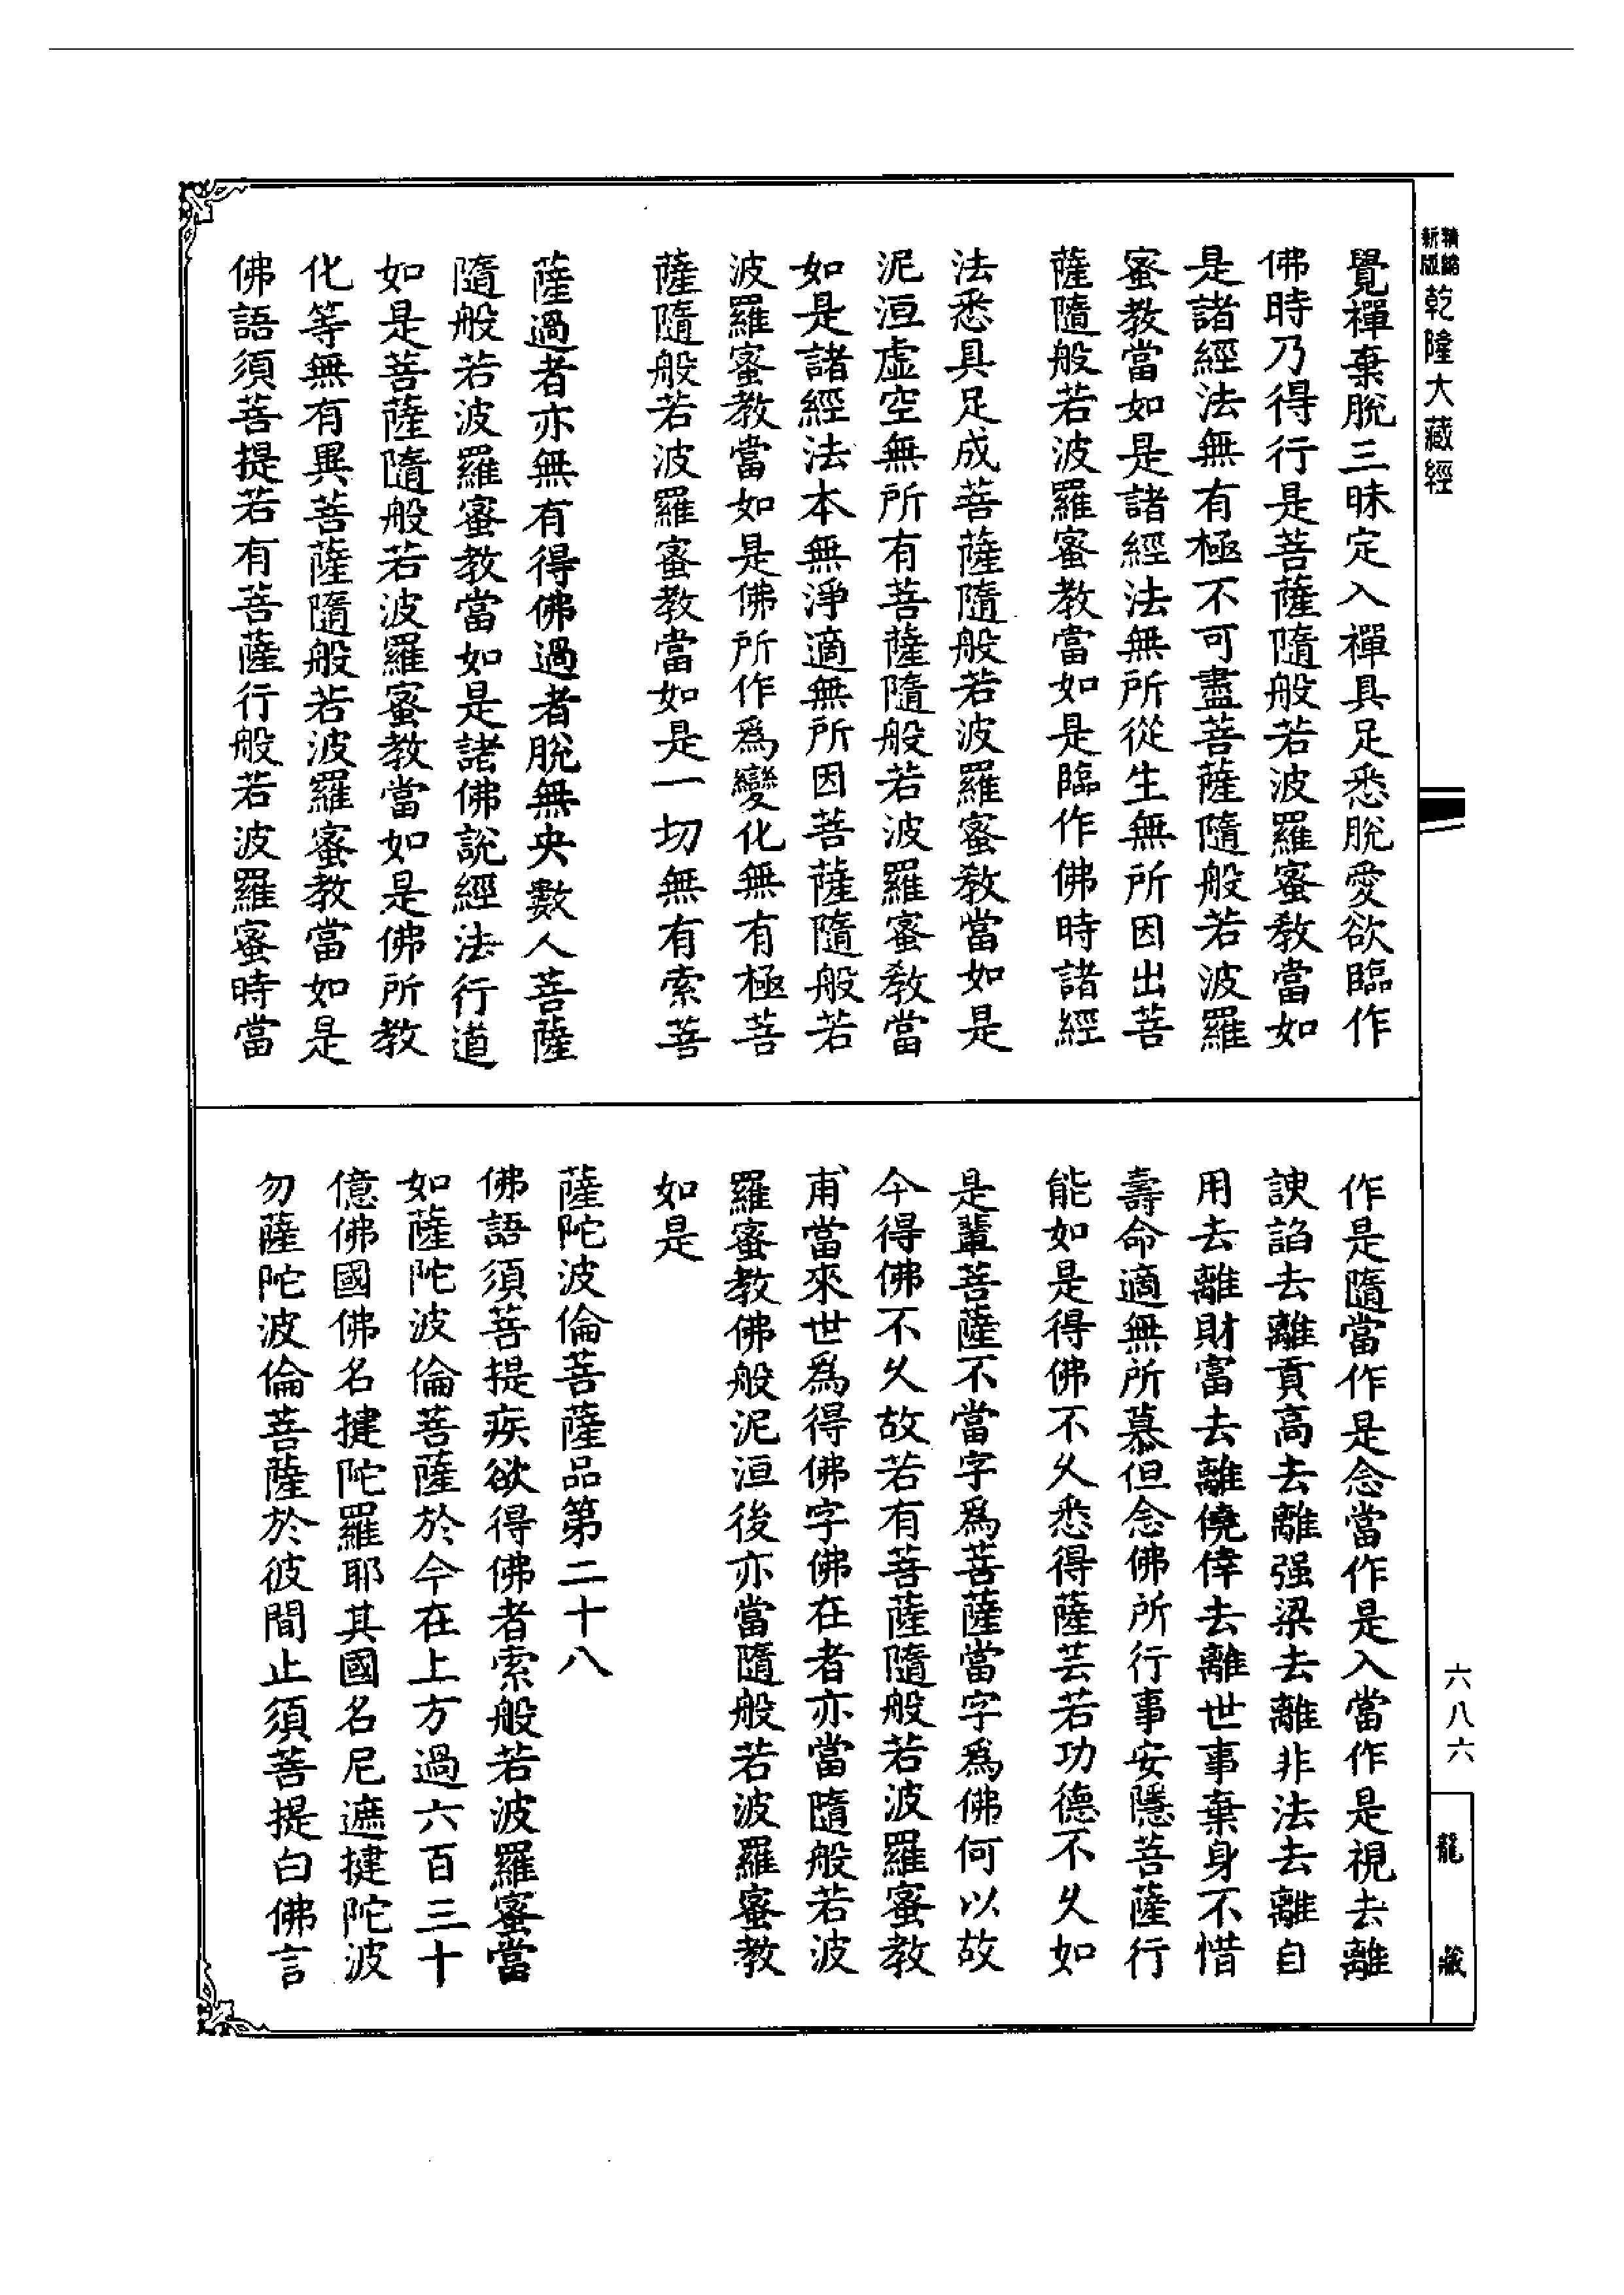 新版精縮
乾隆大藏經
覺禪棄脫三昧定入禪具足悉脫愛欲臨作
佛時乃得行是菩薩隨般若波羅蜜教當如
是諸經法無有極不可盡菩薩隨般若波羅
蜜教當如是諸經法無所從生無所因出菩
薩隨般若波羅蜜教當如是臨作佛時諸經
法悉具足成菩薩隨般若波羅蜜教當如是
泥洹虛空無所有菩薩隨般若波羅蜜教當
如是諸經法本無淨適無所因菩薩隨般若
波羅蜜教當如是佛所作為變化無有極菩
薩隨般若波羅蜜教當如是一切無有索菩
薩過者亦無有得佛過者脫無央數人菩薩
隨般若波羅蜜教當如是諸佛說經法行道
如是菩薩隨般若波羅蜜教當如是佛所教
化等無有異菩薩隨般若波羅蜜教當如是
佛語須菩提若有菩薩行般若波羅蜜時當
作是隨當作是念當作是入當作是視去離
諛諂去離貢高去離强梁去離非法去離自
用去離財富去離僥倖去離世事棄身不惜
壽命適無所慕但念佛所行事安隱菩薩行
能如是得佛不久悉得薩芸若功德不久如
是輩菩薩不當字爲菩薩當字爲佛何以故
今得佛不久故若有菩薩隨般若波羅蜜教
甫當來世爲得佛字佛在者亦當隨般若波
羅蜜教佛般泥洹後亦當隨般若波羅蜜教
如是
薩陀波倫菩薩品第二十八
佛語須菩提疾欲得佛者索般若波羅蜜當
如薩陀波倫菩薩於今在上方過六百三十
億佛國佛名揵陀羅耶其國名尼遮揵陀波
勿薩陀波倫菩薩於彼間止須菩提白佛言
六八六
龍藏